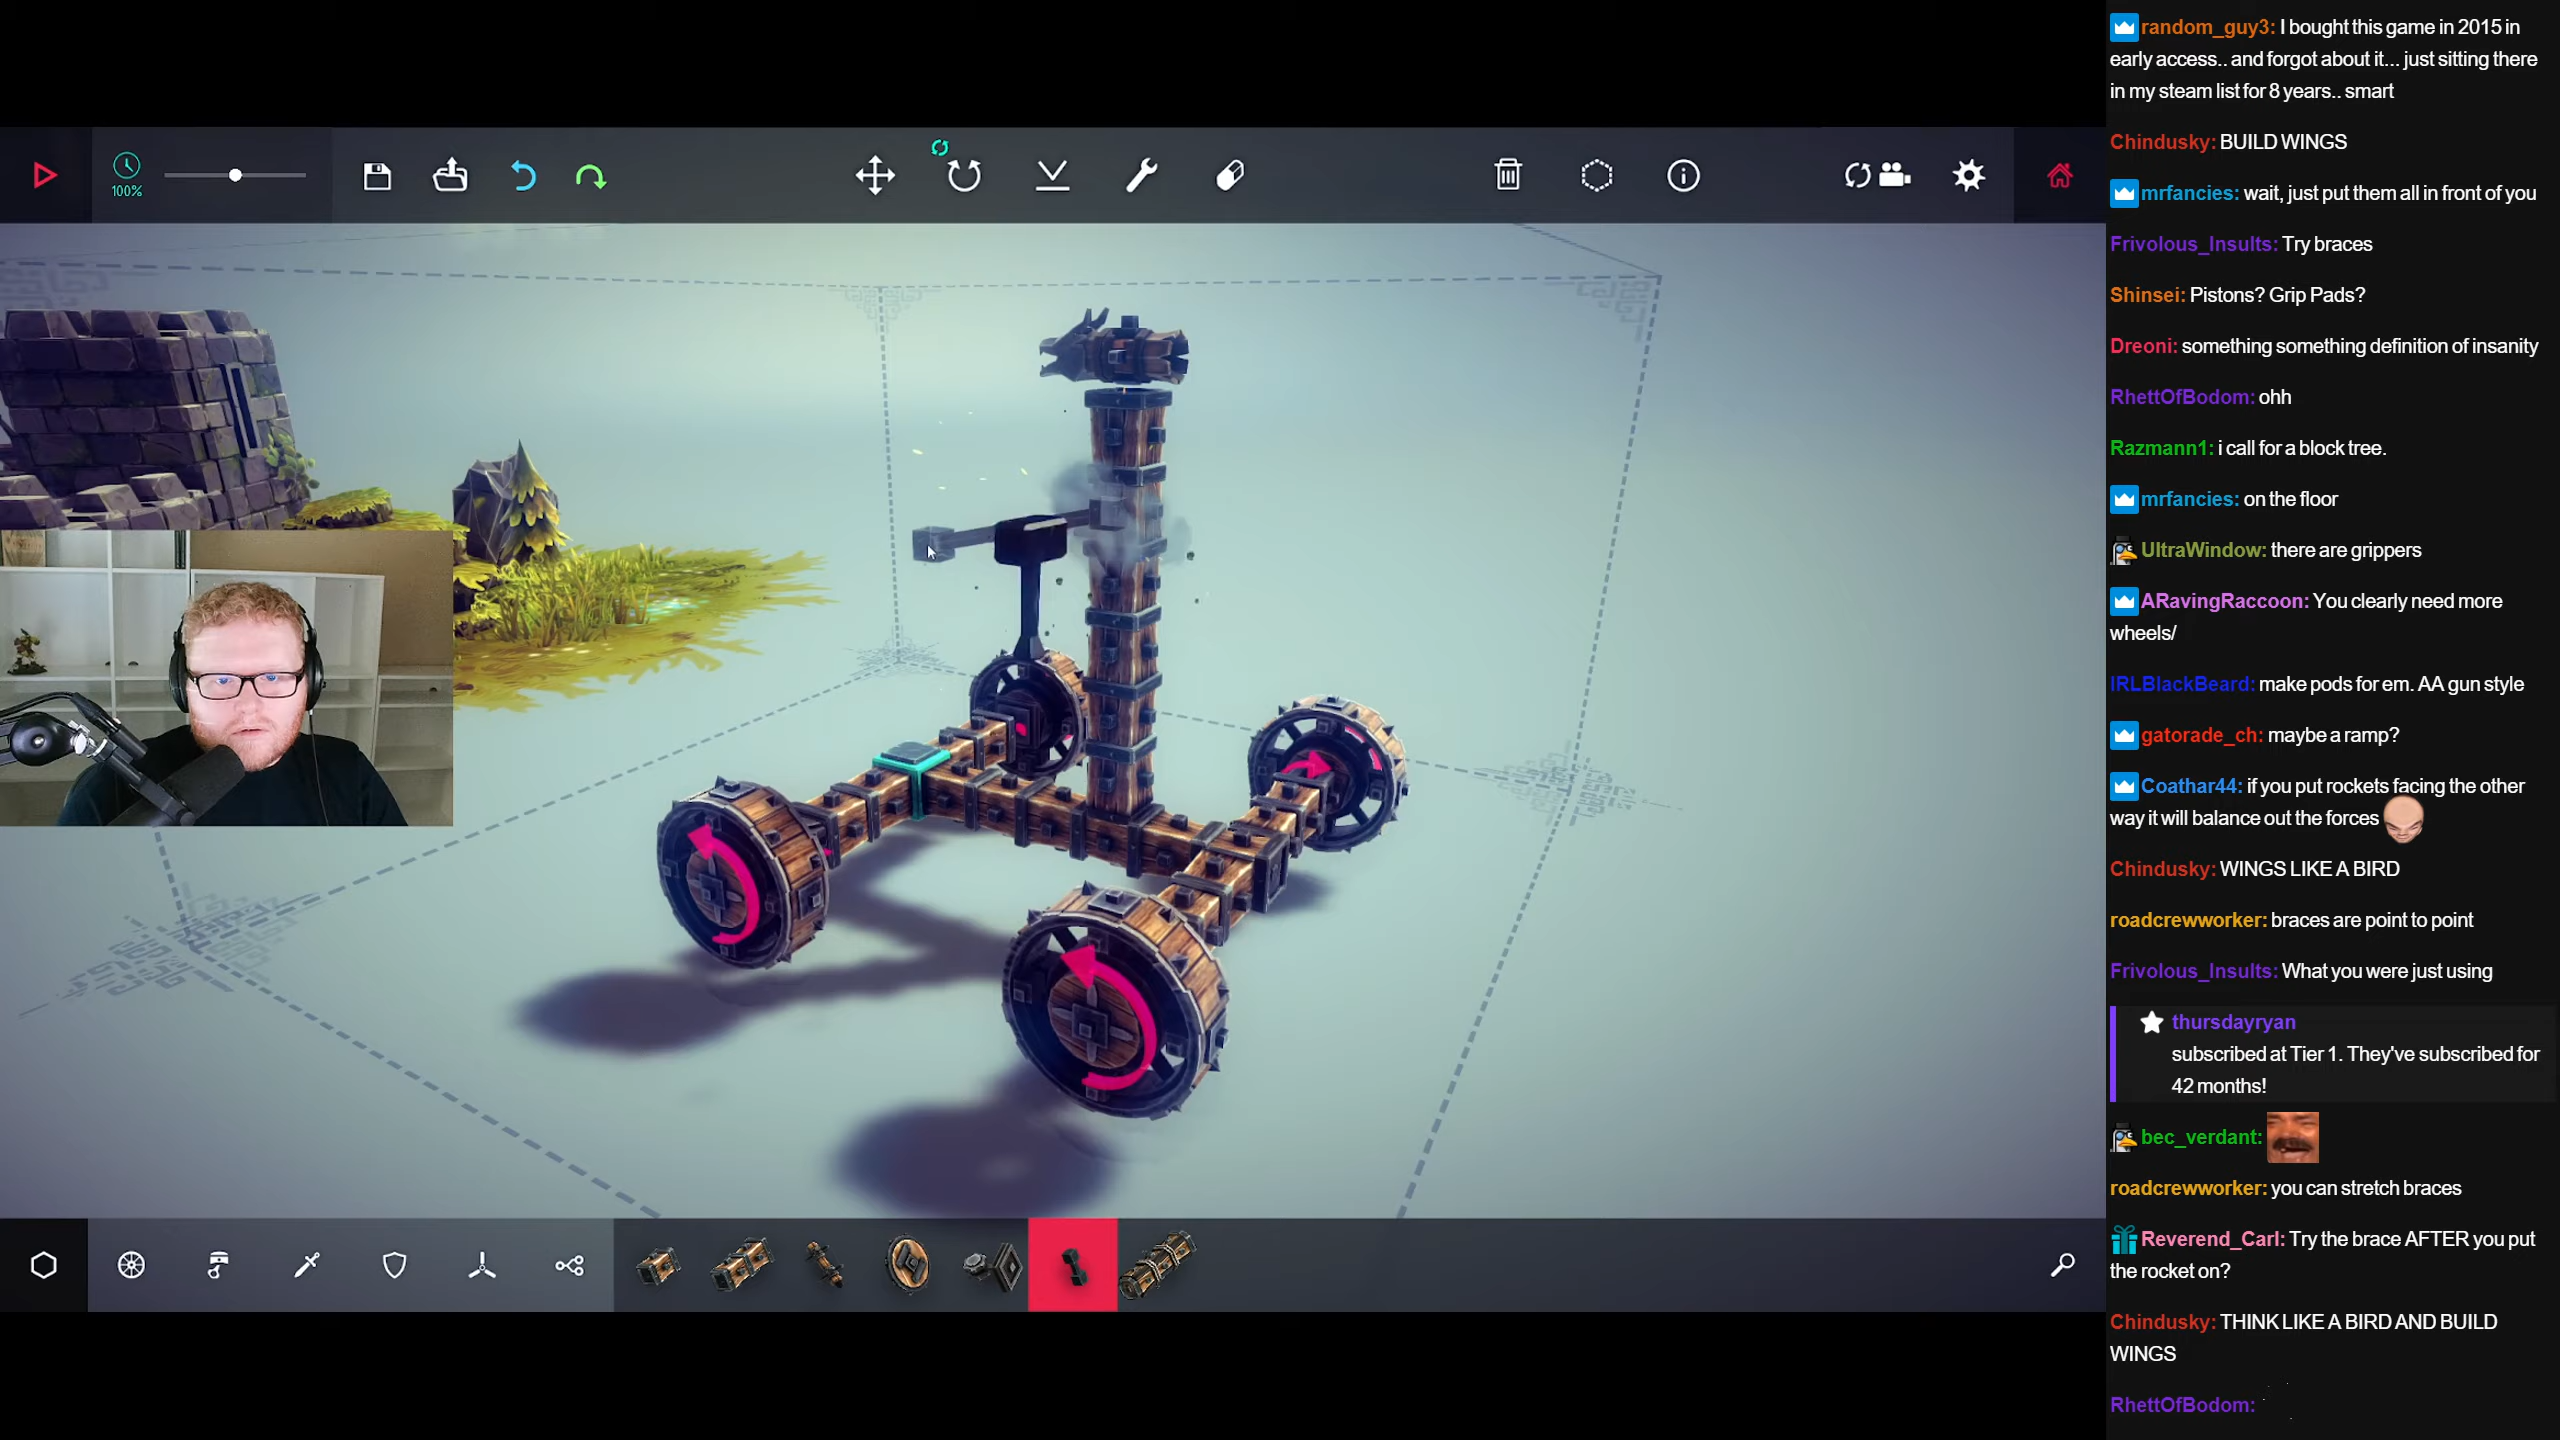 random_guy3: I bought this game in 2015 in
early access.. and forgot about it... just sitting there
in my steam list for 8 years.. smart
Chindusky: BUILD WINGS
100%
mrfancies: wait, just put them all in front of you
Frivolous_Insults: Try braces
Shinsei: Pistons? Grip Pads?
Dreoni: something something definition of insanity
RhettOfBodom: ohh
Razmann1: i call for a block tree.
mrfancies: on the floor
UltraWindow: there are grippers
ARavingRaccoon: You clearly need more
wheels/
IRLBlackBeard: make pods for em. AA gun style
gatorade_ch: maybe a ramp?
Coathar44: if you put rockets facing the other
way it will balance out the forces
Chindusky: WINGS LIKE A BIRD
roadcrewworker: braces are point to point
Frivolous_Insults: What you were just using
thursdayryan
subscribed at Tier 1. They've subscribed for
42 months!
bec_verdant:
roadcrewworker: you can stretch braces
Reverend_Carl: Try the brace AFTER you put
the rocket on?
Chindusky: THINK LIKE A BIRD AND BUILD
WINGS
RhettOfBodom: